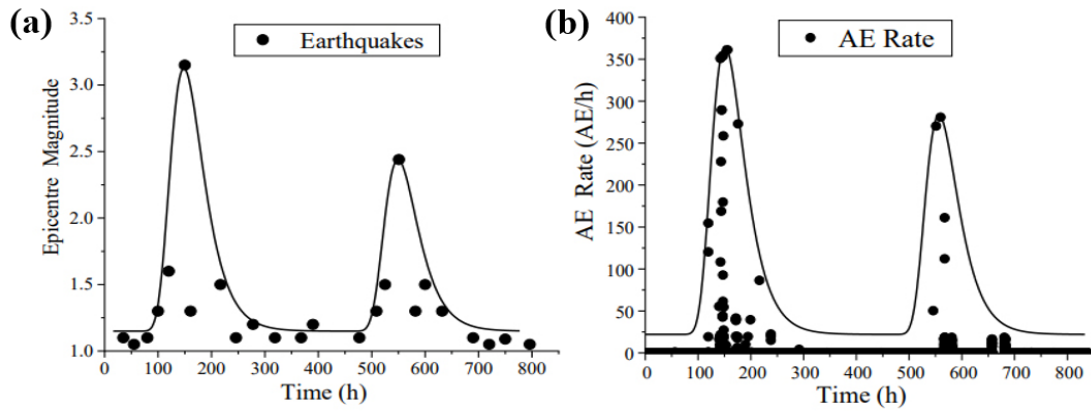 (a)
Earthquakes
Epicentre Magnitude
3.5
3.0
2.5
2.0
1.5
1.0
0 100 200 300 400 500 600 700 800
Time (h)
(b)
AE Rate
AE Rate (AE/h)
400
350
300
250
200
150
100
50
0
0 100 200 300 400 500 600 700 800
Time (h)